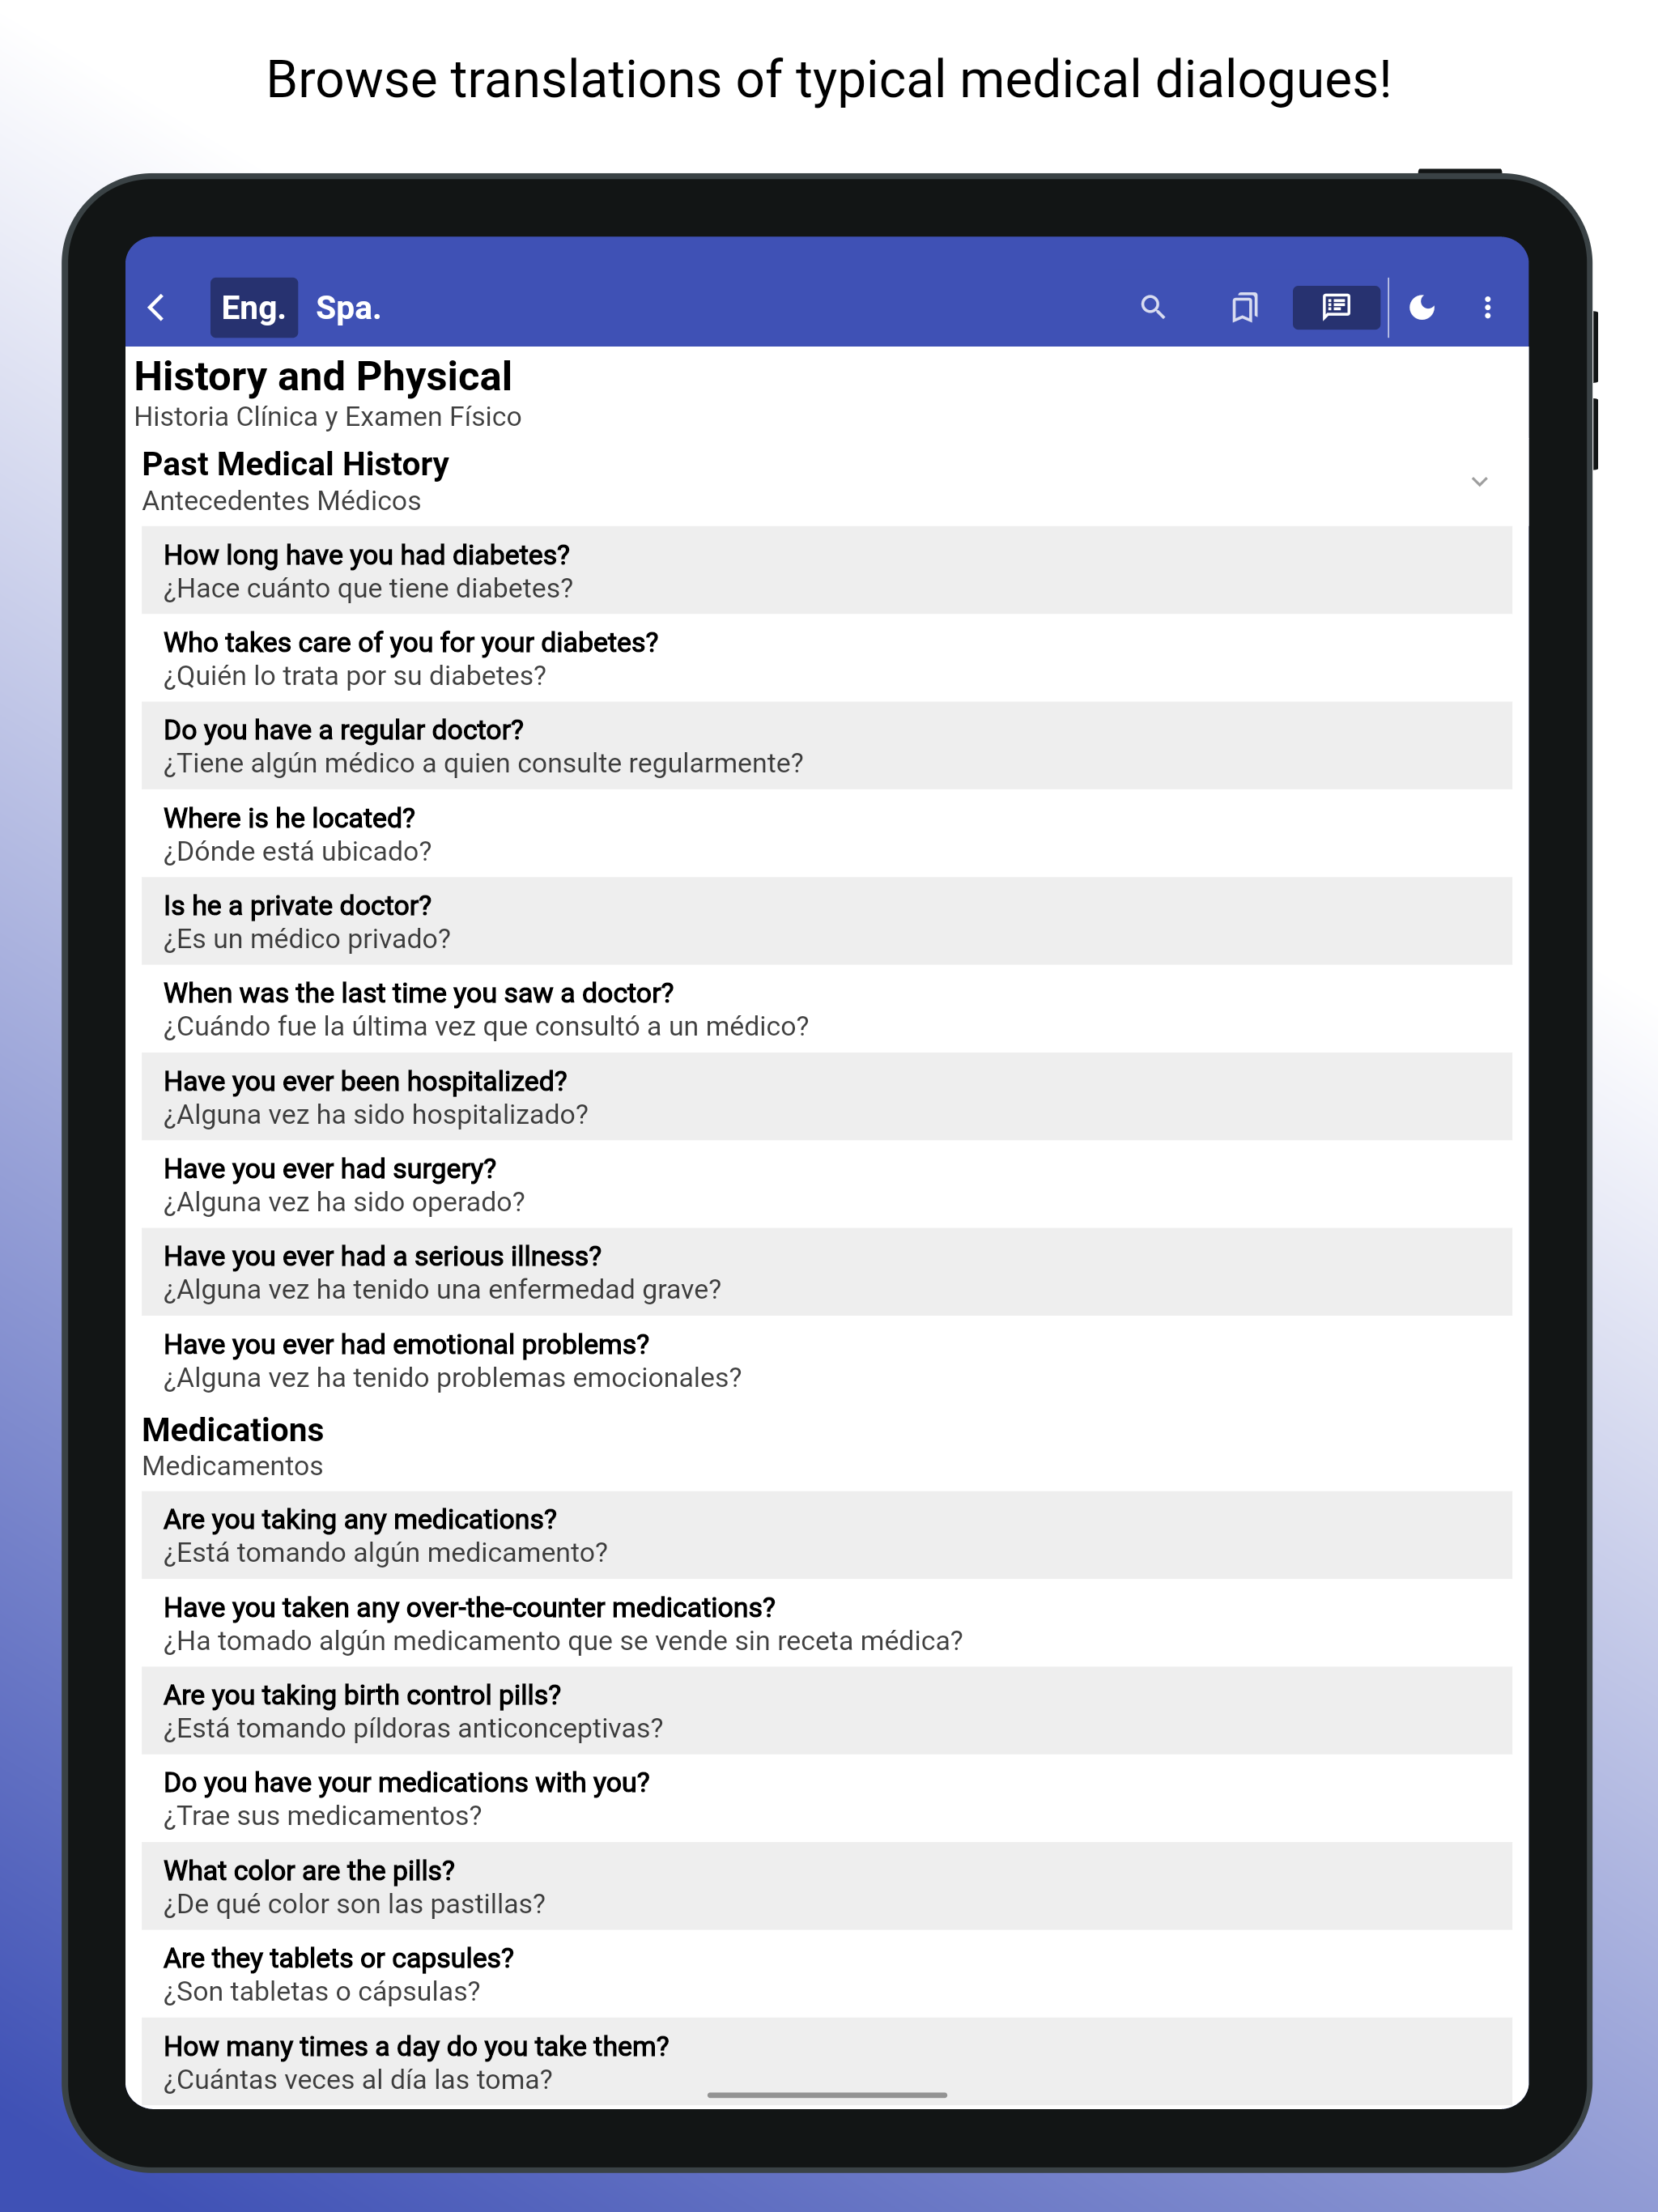 Browse translations of typical medical dialogues!
Eng. Spa.
History and Physical
Historia Clínica y Examen Físico
Past Medical History
Antecedentes Médicos
How long have you had diabetes?
¿Hace cuánto que tiene diabetes?
Who takes care of you for your diabetes?
¿Quién lo trata por su diabetes?
Do you have a regular doctor?
¿Tiene algún médico a quien consulte regularmente?
Where is he located?
¿Dónde está ubicado?
Is he a private doctor?
¿Es un médico privado?
When was the last time you saw a doctor?
¿Cuándo fue la última vez que consultó a un médico?
Have you ever been hospitalized?
¿Alguna vez ha sido hospitalizado?
Have you ever had surgery?
¿Alguna vez ha sido operado?
Have you ever had a serious illness?
¿Alguna vez ha tenido una enfermedad grave?
Have you ever had emotional problems?
¿Alguna vez ha tenido problemas emocionales?
Medications
Medicamentos
Are you taking any medications?
¿Está tomando algún medicamento?
Have you taken any over-the-counter medications?
¿Ha tomado algún medicamento que se vende sin receta médica?
Are you taking birth control pills?
¿Está tomando píldoras anticonceptivas?
Do you have your medications with you?
¿Trae sus medicamentos?
What color are the pills?
¿De qué color son las pastillas?
Are they tablets or capsules?
¿Son tabletas o cápsulas?
How many times a day do you take them?
¿Cuántas veces al día las toma?